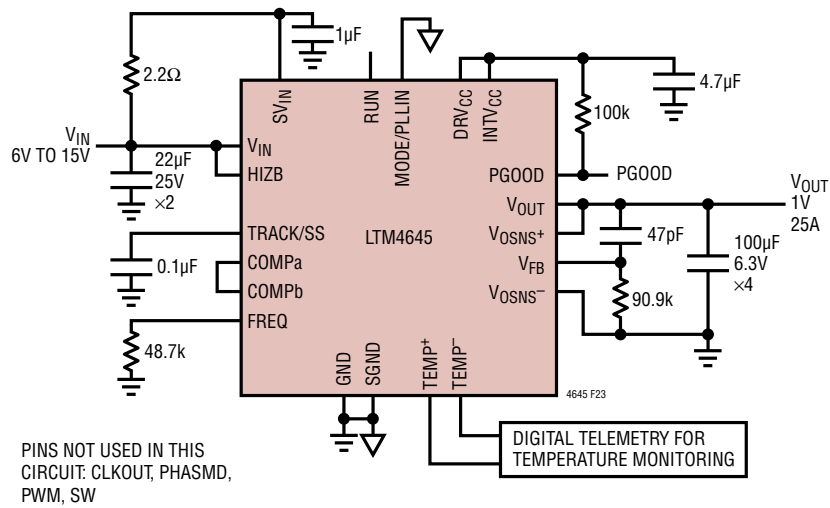 1µF
2.2Ω
4.7µF
SVIN
RUN
MODE/PLLIN
DRVCC
INTVCC
100k
VIN
6V TO 15V
22µF
25V
×2
VIN
HIZB
PGOOD
PGOOD
VOUT
VOUT
1V
25A
TRACK/SS
LTM4645
VOSNS+
47pF
100µF
6.3V
×4
0.1µF
COMPa
COMPb
VFB
VOSNS–
90.9k
FREQ
48.7k
GND
SGND
TEMP+
TEMP–
4645 F23
DIGITAL TELEMETRY FOR
TEMPERATURE MONITORING
PINS NOT USED IN THIS
CIRCUIT: CLKOUT, PHASMD,
PWM, SW